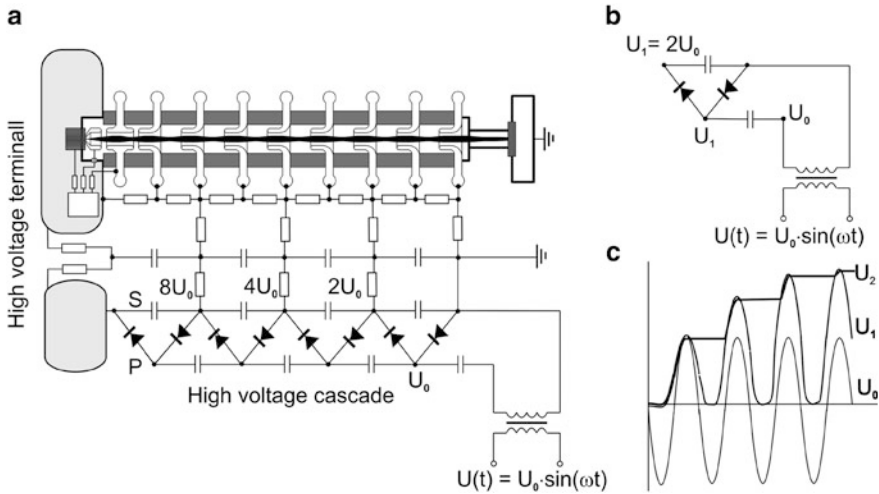 a
High voltage terminall
8U₀
4U₀
2U₀
S
P
U₀
High voltage cascade
U(t) = U₀·sin(ωt)
b
U₁ = 2U₀
U₀
U₁
U(t) = U₀·sin(ωt)
c
U₂
U₁
U₀